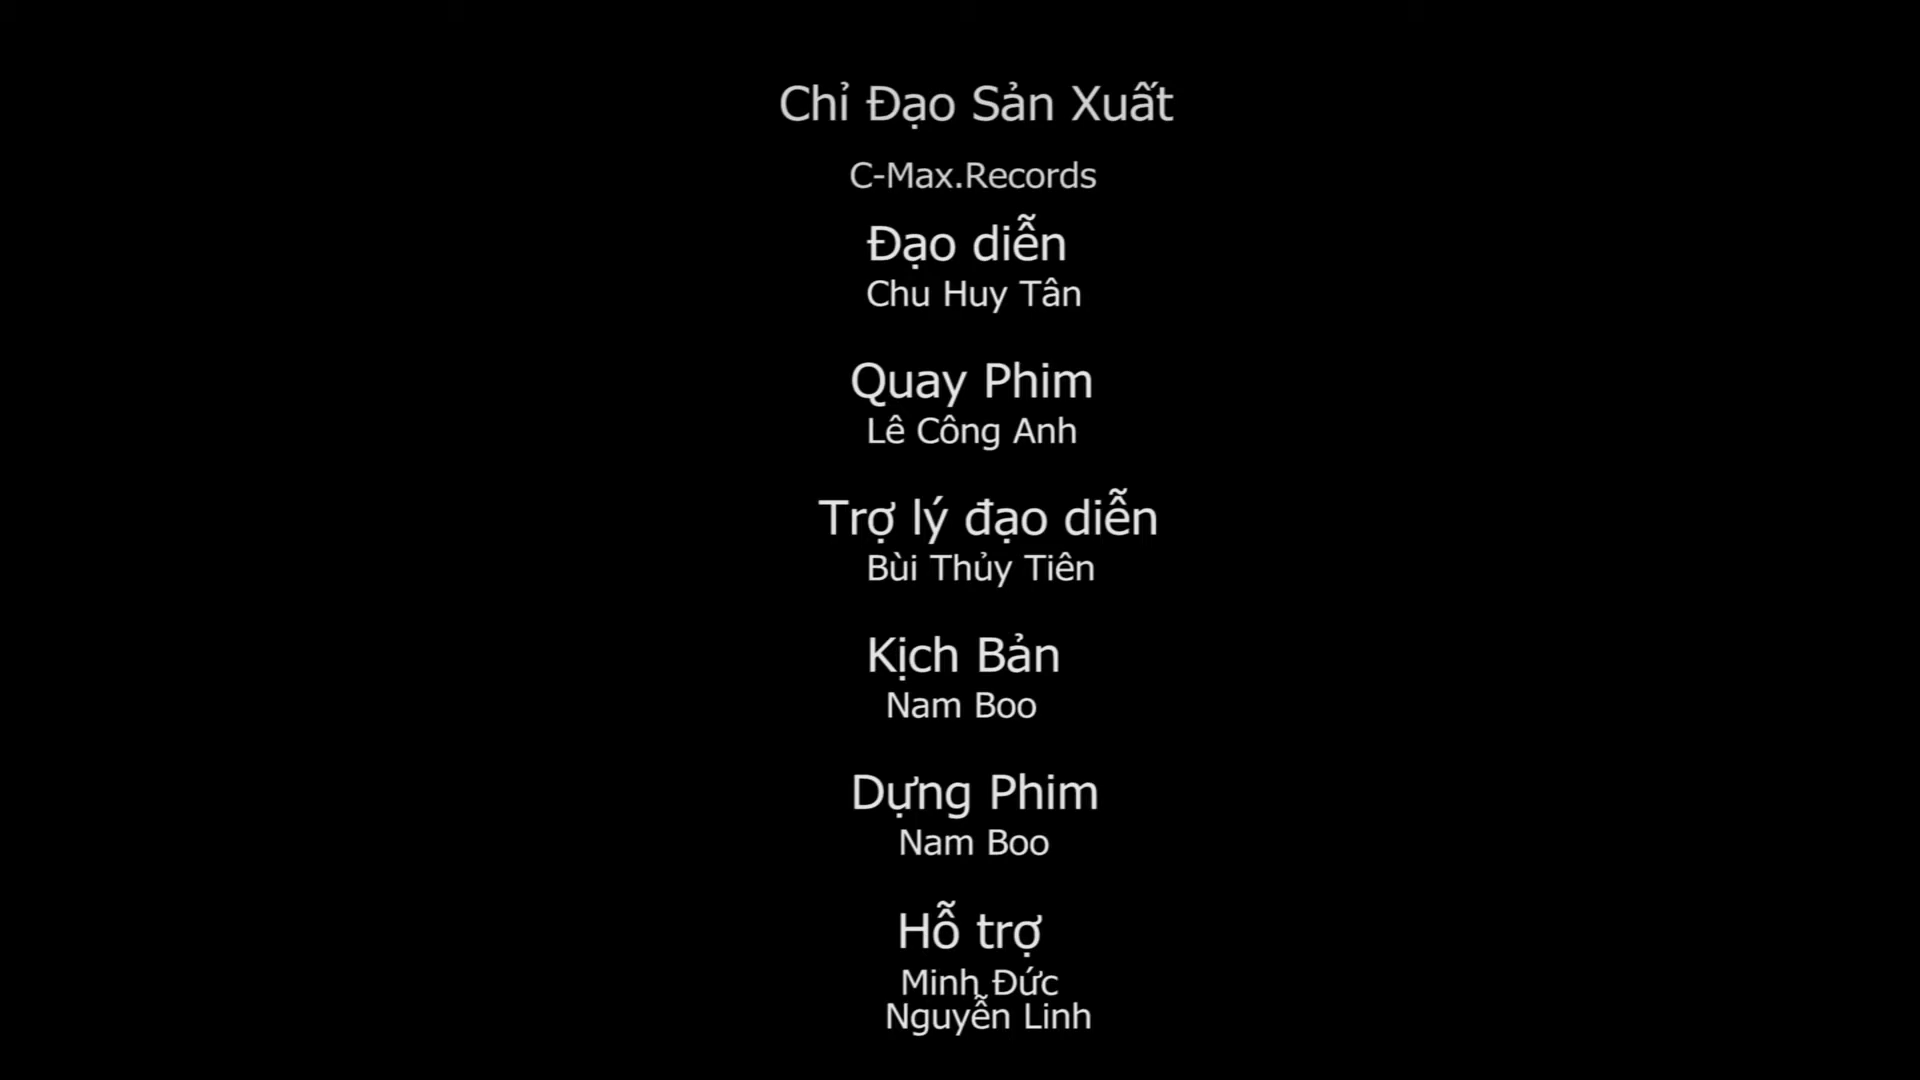 Chỉ Đạo Sản Xuất
C-Max.Records
Đạo diễn
Chu Huy Tân
Quay Phim
Lê Công Anh
Trợ lý đạo diễn
Bùi Thủy Tiên
Kịch Bản
Nam Boo
Dựng Phim
Nam Boo
Hỗ trợ
Minh Đức
Nguyễn Linh